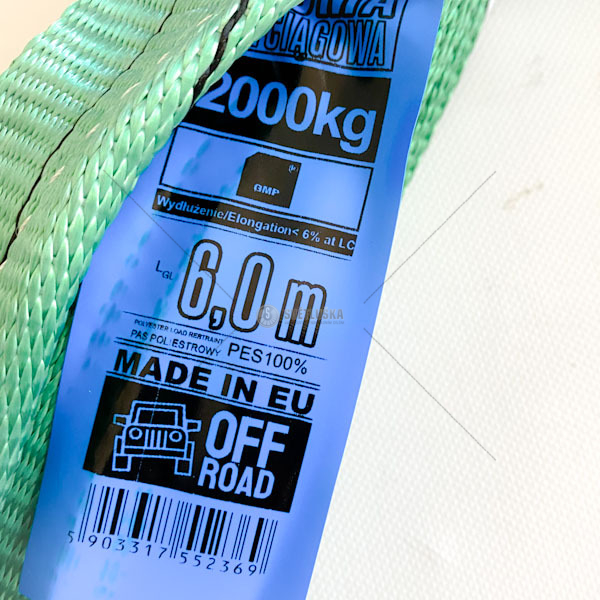 CIĄGOWA
2000kg
GMP
Wydłużenie/Elongation< 6% at LC
LGL 6,0 m
POLYESTER LOAD RESTRAINT
PAS POLIESTROWY PES100%
MADE IN EU
OFF
ROAD
5 903317 552369